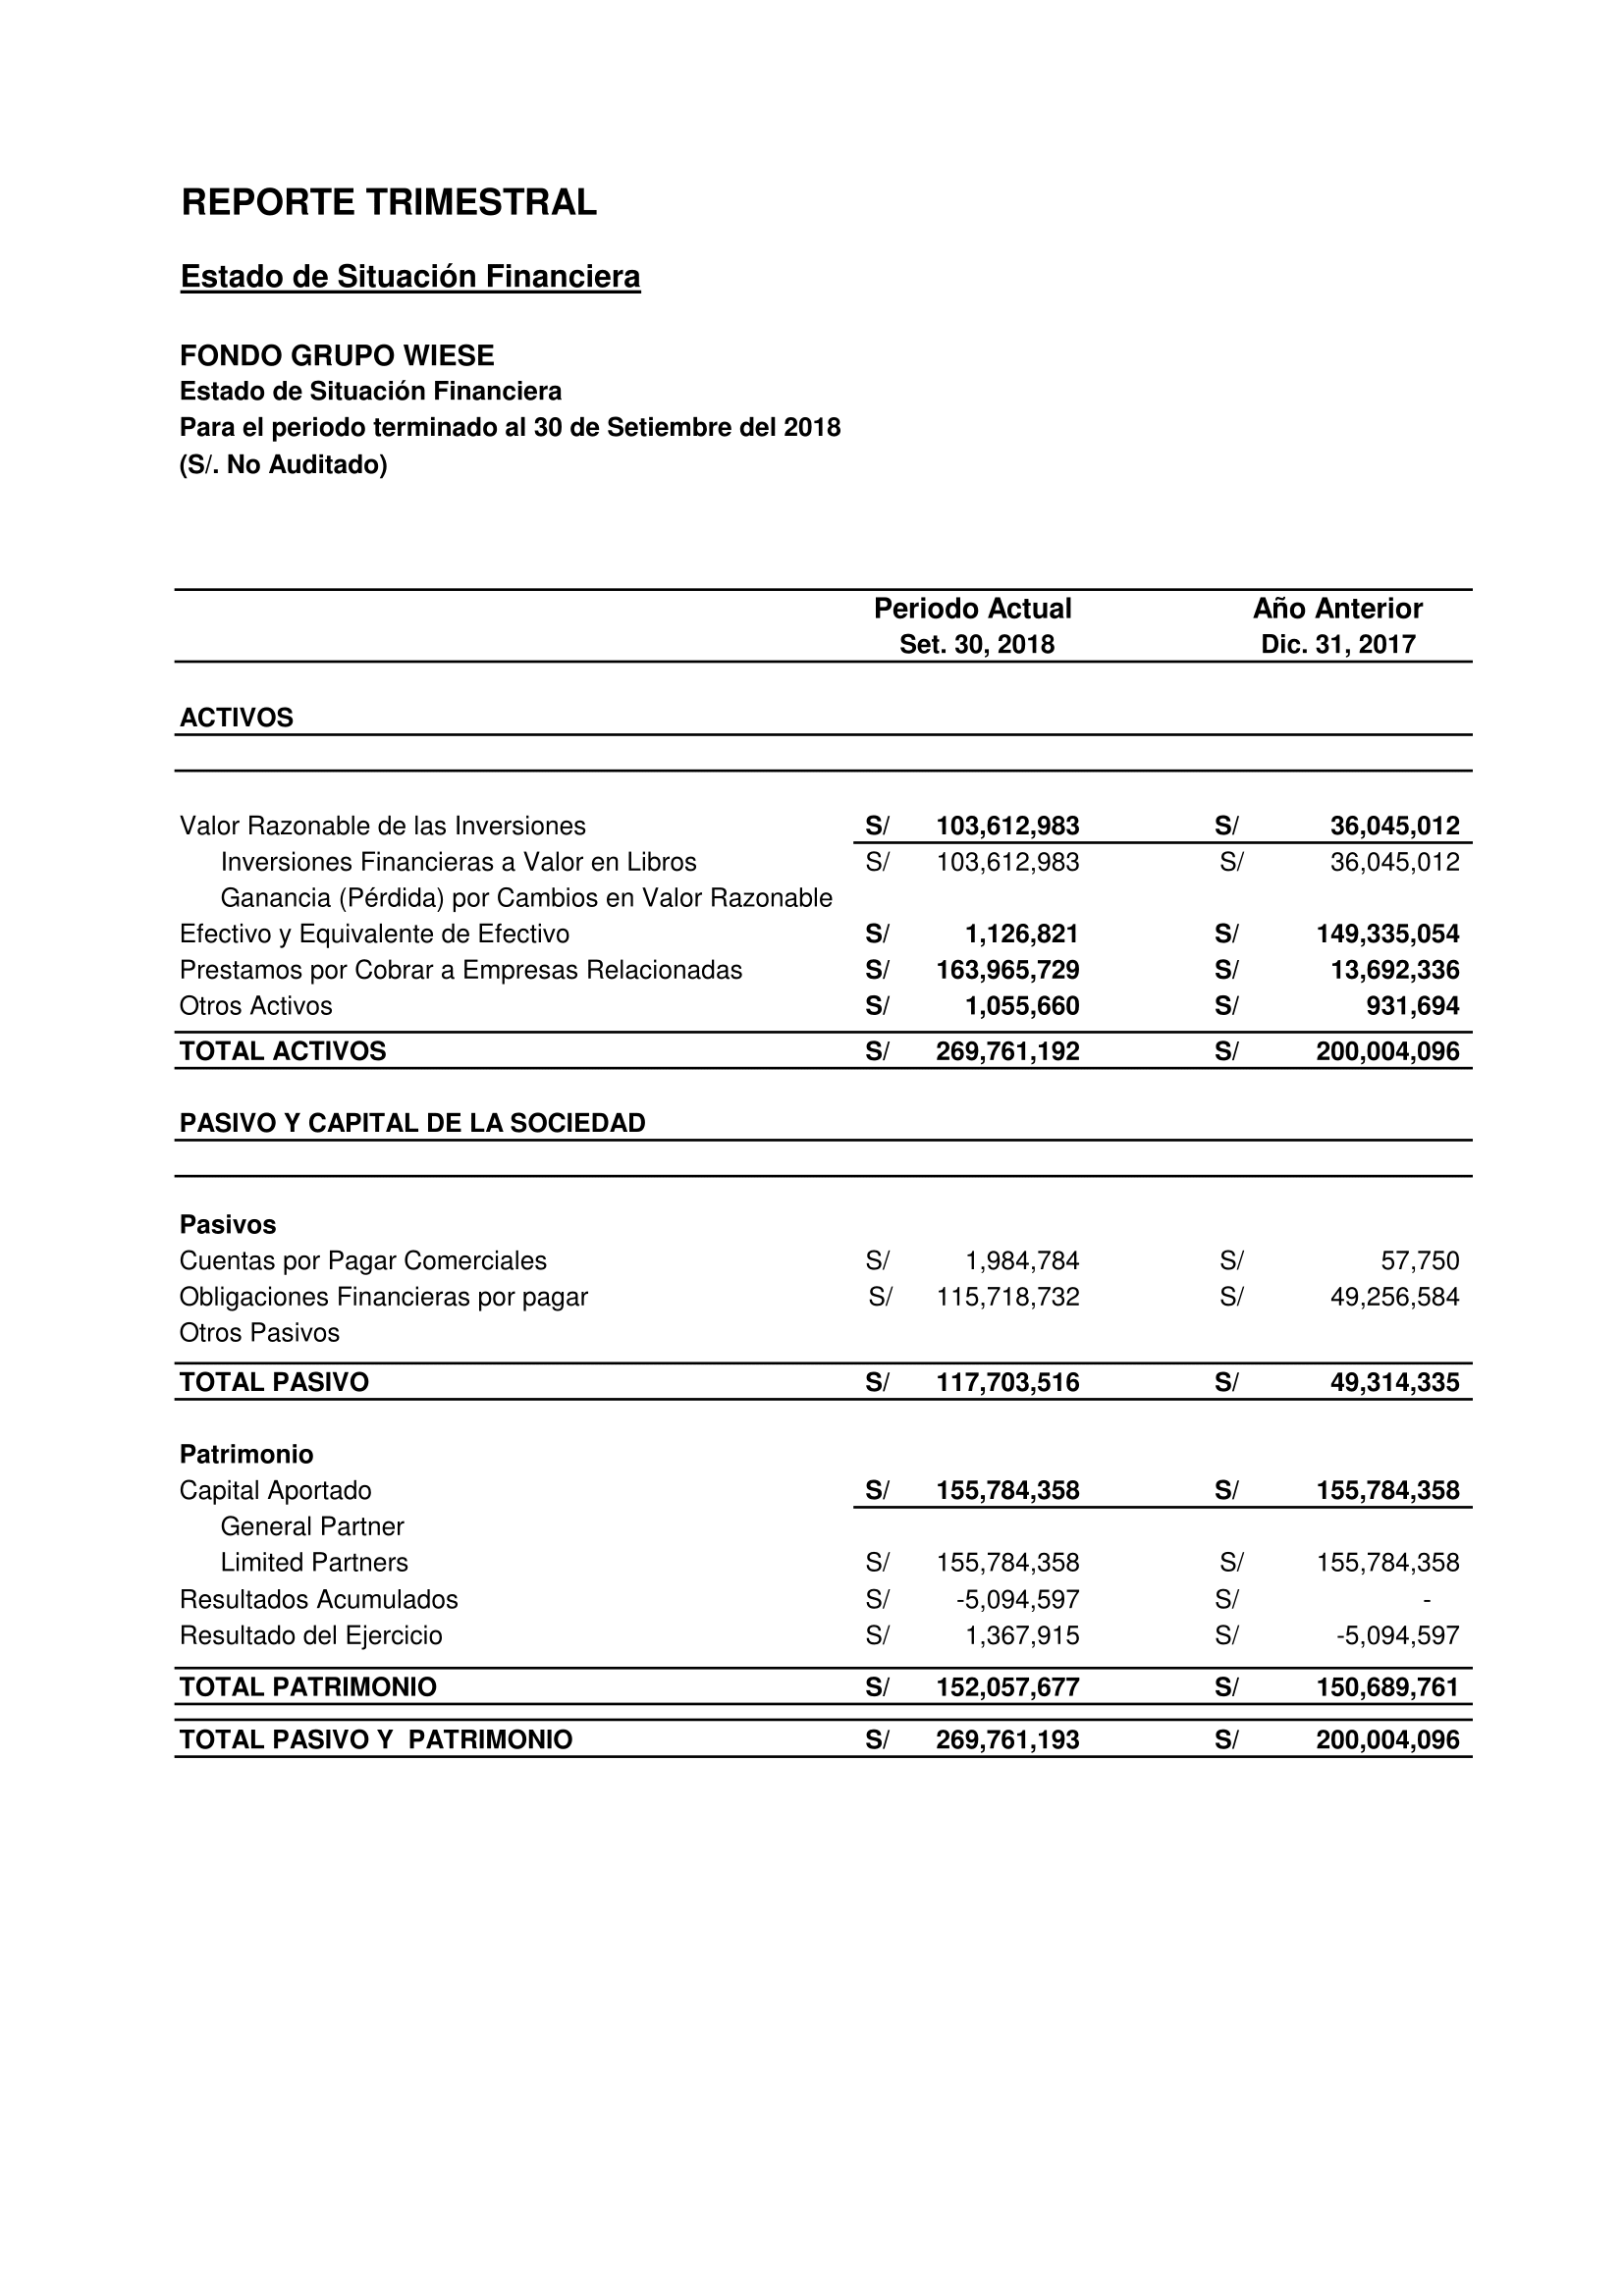 REPORTE TRIMESTRAL
Estado de Situación Financiera
FONDO GRUPO WIESE
Estado de Situación Financiera
Para el periodo terminado al 30 de Setiembre del 2018
(S/. No Auditado)
Periodo Actual Año Anterior
Set. 30, 2018 Dic. 31, 2017
ACTIVOS
Valor Razonable de las Inversiones S/ 103,612,983 S/ 36,045,012
Inversiones Financieras a Valor en Libros S/ 103,612,983 S/ 36,045,012
Ganancia (Pérdida) por Cambios en Valor Razonable
Efectivo y Equivalente de Efectivo S/ 1,126,821 S/ 149,335,054
Prestamos por Cobrar a Empresas Relacionadas S/ 163,965,729 S/ 13,692,336
Otros Activos S/ 1,055,660 S/ 931,694
TOTAL ACTIVOS S/ 269,761,192 S/ 200,004,096
PASIVO Y CAPITAL DE LA SOCIEDAD
Pasivos
Cuentas por Pagar Comerciales S/ 1,984,784 S/ 57,750
Obligaciones Financieras por pagar S/ 115,718,732 S/ 49,256,584
Otros Pasivos
TOTAL PASIVO S/ 117,703,516 S/ 49,314,335
Patrimonio
Capital Aportado S/ 155,784,358 S/ 155,784,358
General Partner
Limited Partners S/ 155,784,358 S/ 155,784,358
Resultados Acumulados S/ -5,094,597 S/ -
Resultado del Ejercicio S/ 1,367,915 S/ -5,094,597
TOTAL PATRIMONIO S/ 152,057,677 S/ 150,689,761
TOTAL PASIVO Y PATRIMONIO S/ 269,761,193 S/ 200,004,096